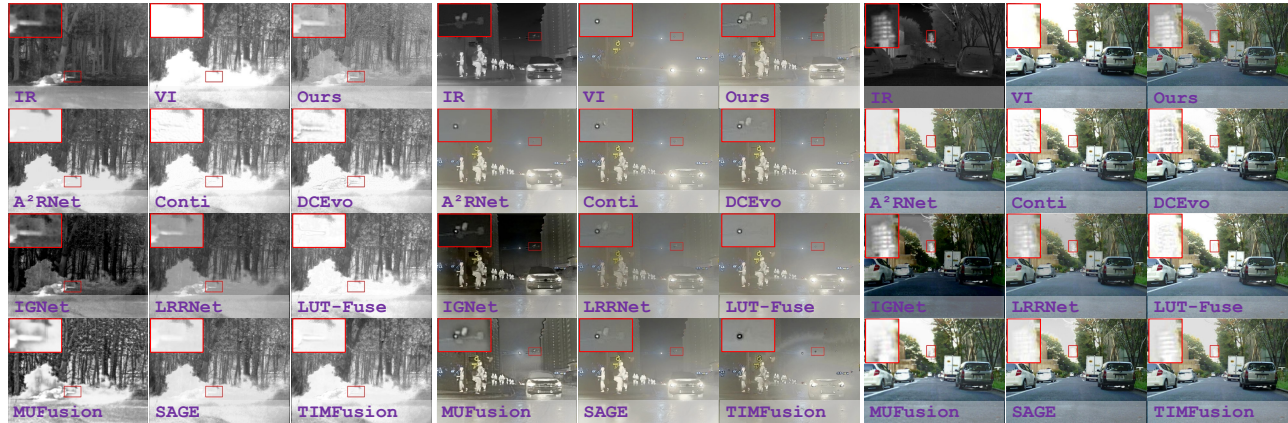 IR VI Ours IR VI Ours IR VI Ours
A²RNet Conti DCEvo A²RNet Conti DCEvo A²RNet Conti DCEvo
IGNet LRRNet LUT-Fuse IGNet LRRNet LUT-Fuse IGNet LRRNet LUT-Fuse
MUFusion SAGE TIMFusion MUFusion SAGE TIMFusion MUFusion SAGE TIMFusion